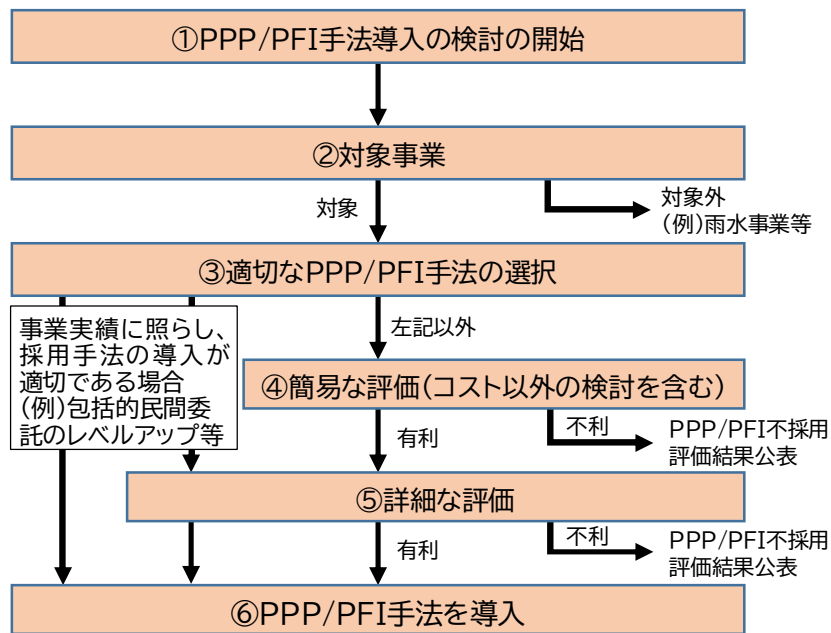 ①PPP/PFI手法導入の検討の開始
②対象事業
対象
対象外
(例)雨水事業等
③適切なPPP/PFI手法の選択
事業実績に照らし、
採用手法の導入が
適切である場合
(例)包括的民間委
託のレベルアップ等
左記以外
④簡易な評価(コスト以外の検討を含む)
有利
不利
PPP/PFI不採用
評価結果公表
⑤詳細な評価
有利
不利
PPP/PFI不採用
評価結果公表
⑥PPP/PFI手法を導入